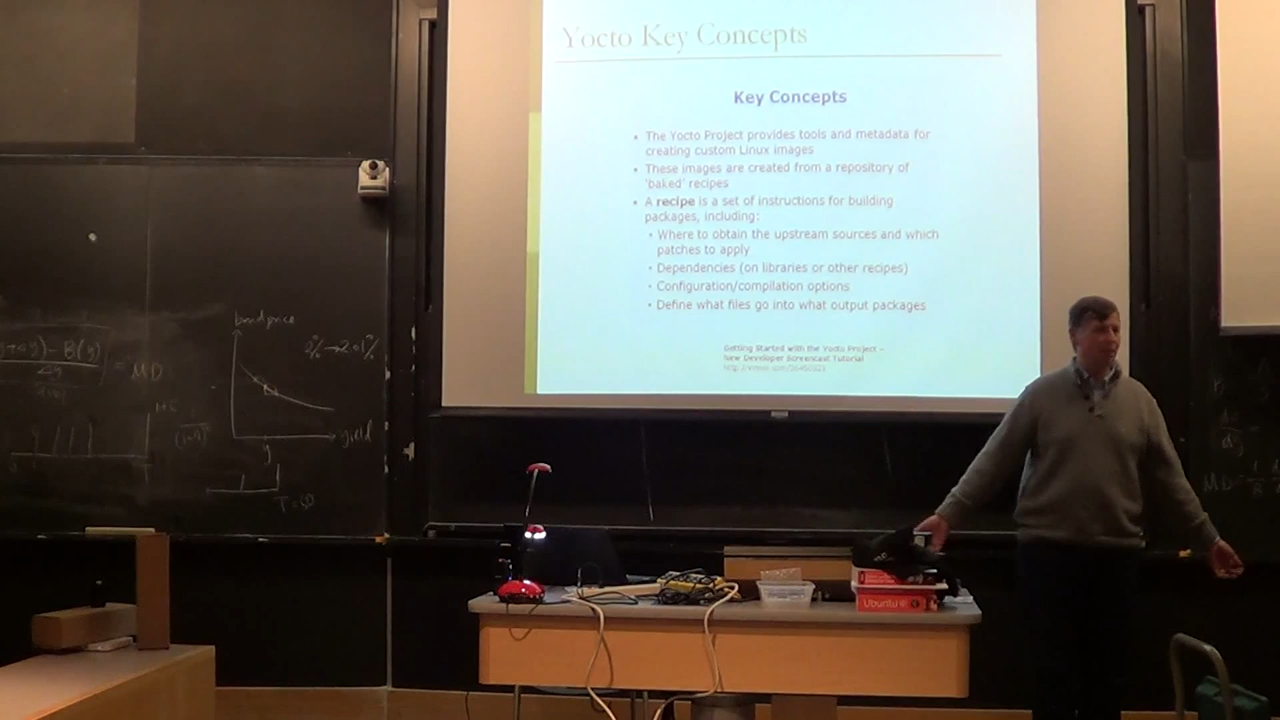 Yocto Key Concepts
Key Concepts
• The Yocto Project provides tools and metadata for
creating custom Linux images
• These images are created from a repository of
'baked' recipes
• A recipe is a set of instructions for building
packages, including:
• Where to obtain the upstream sources and which
patches to apply
• Dependencies (on libraries or other recipes)
• Configuration/compilation options
• Define what files go into what output packages
Getting Started with the Yocto Project –
New Developer Screencast Tutorial
- B(y)
= MD
Bond price
2% → 2.01%
yield
y
Ubuntu
MD =